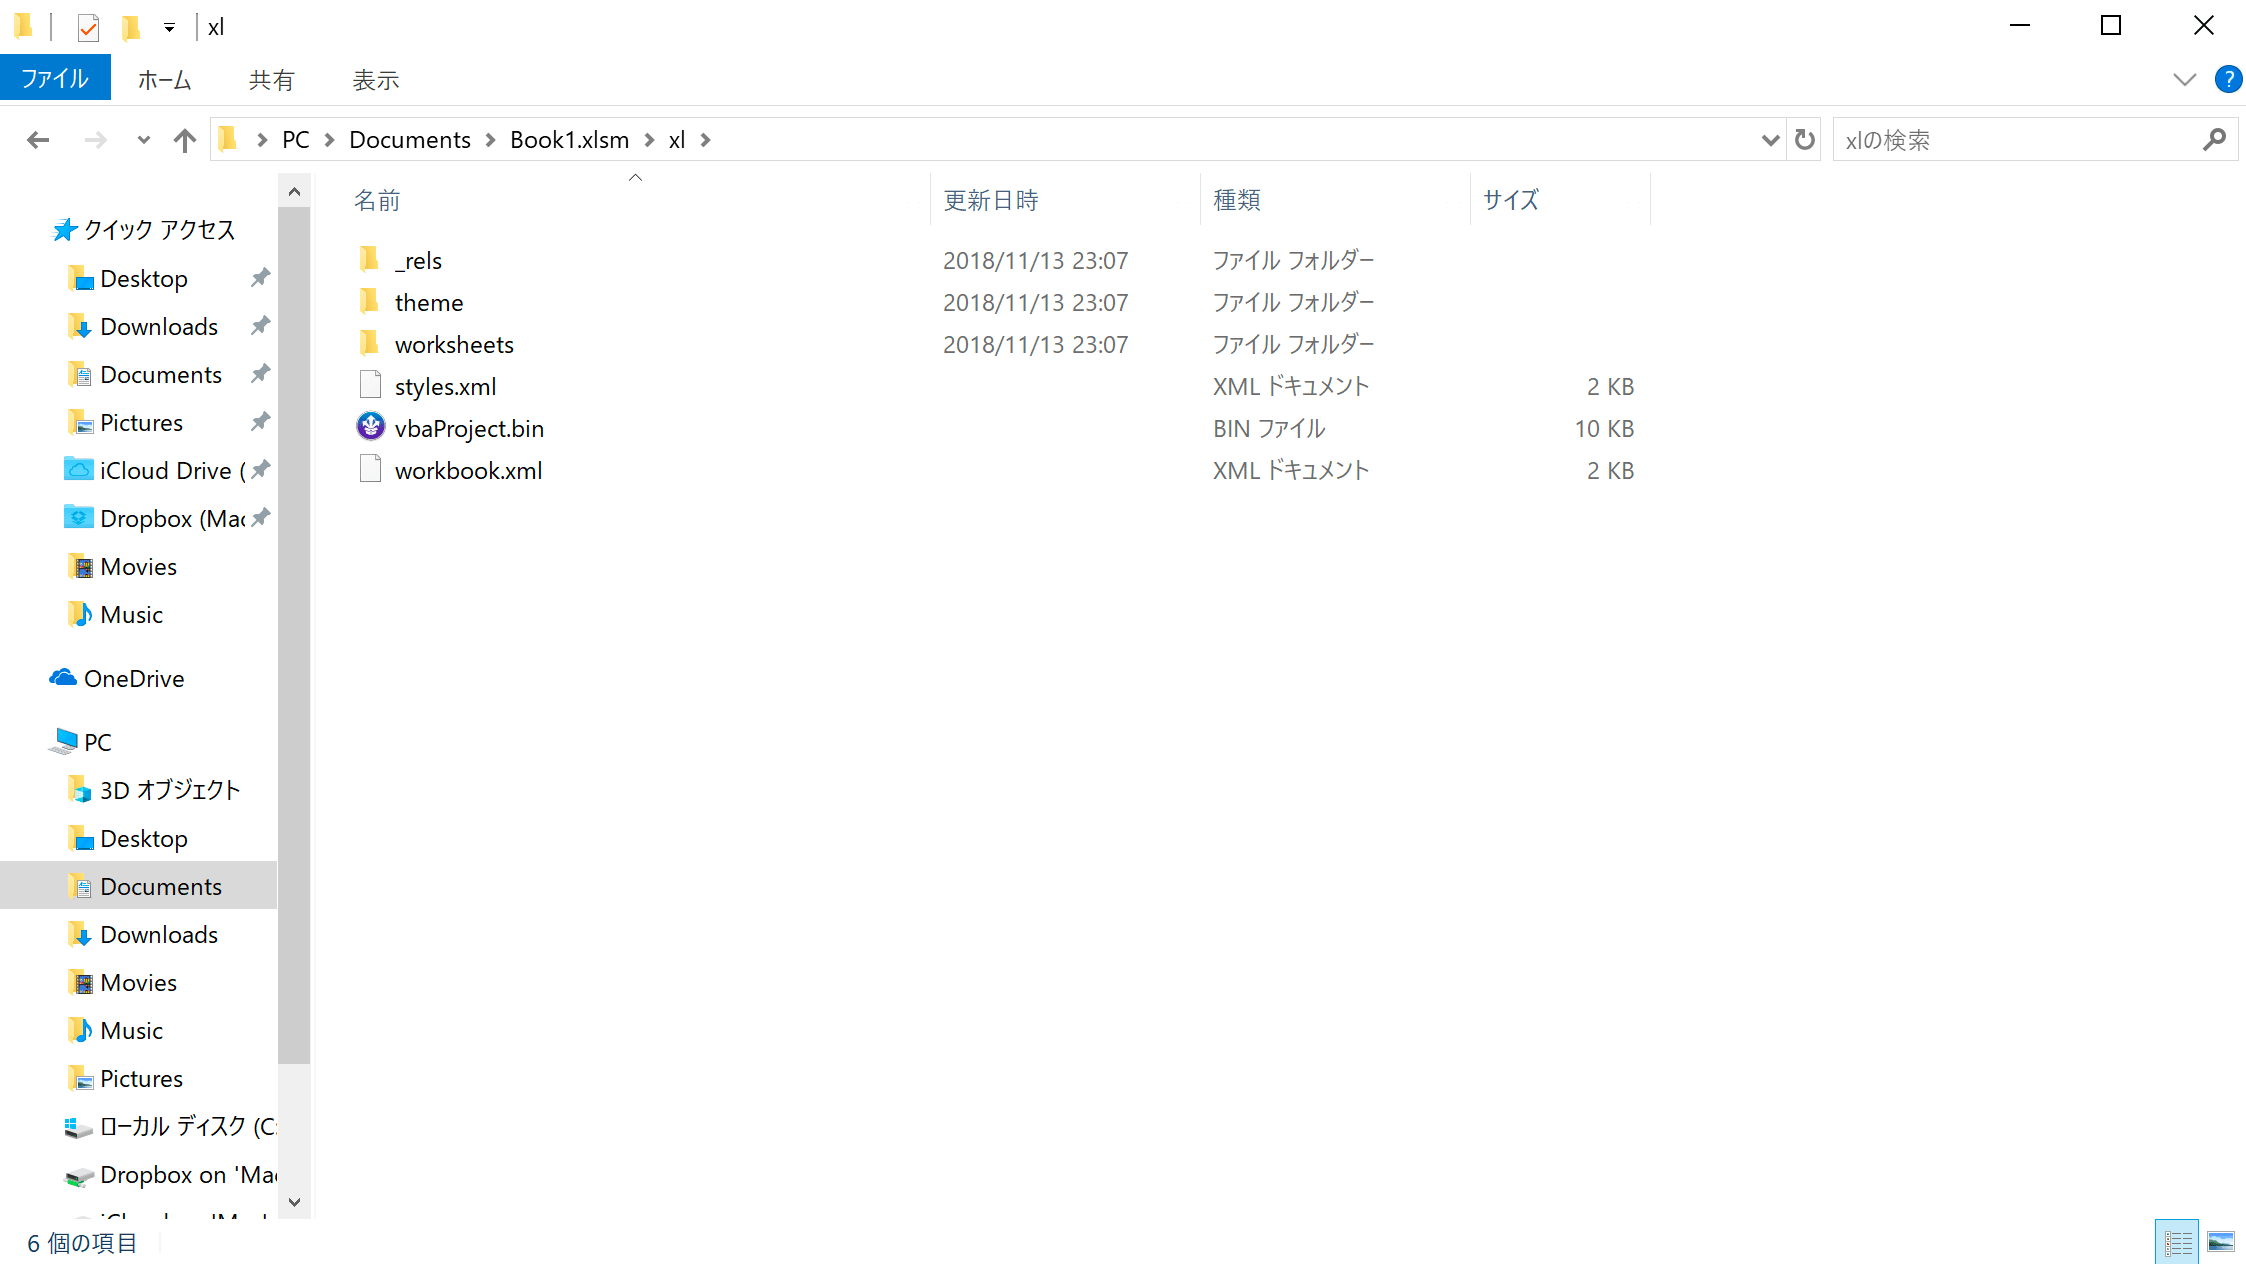 xl
ファイル ホーム 共有 表示
PC Documents Book1.xlsm xl xlの検索
名前 更新日時 種類 サイズ
_rels 2018/11/13 23:07 ファイル フォルダー
theme 2018/11/13 23:07 ファイル フォルダー
worksheets 2018/11/13 23:07 ファイル フォルダー
styles.xml XML ドキュメント 2 KB
vbaProject.bin BIN ファイル 10 KB
workbook.xml XML ドキュメント 2 KB
クイック アクセス
Desktop
Downloads
Documents
Pictures
iCloud Drive (
Dropbox (Mac
Movies
Music
OneDrive
PC
3D オブジェクト
Desktop
Documents
Downloads
Movies
Music
Pictures
ローカル ディスク (C:
Dropbox on 'Mac
6 個の項目